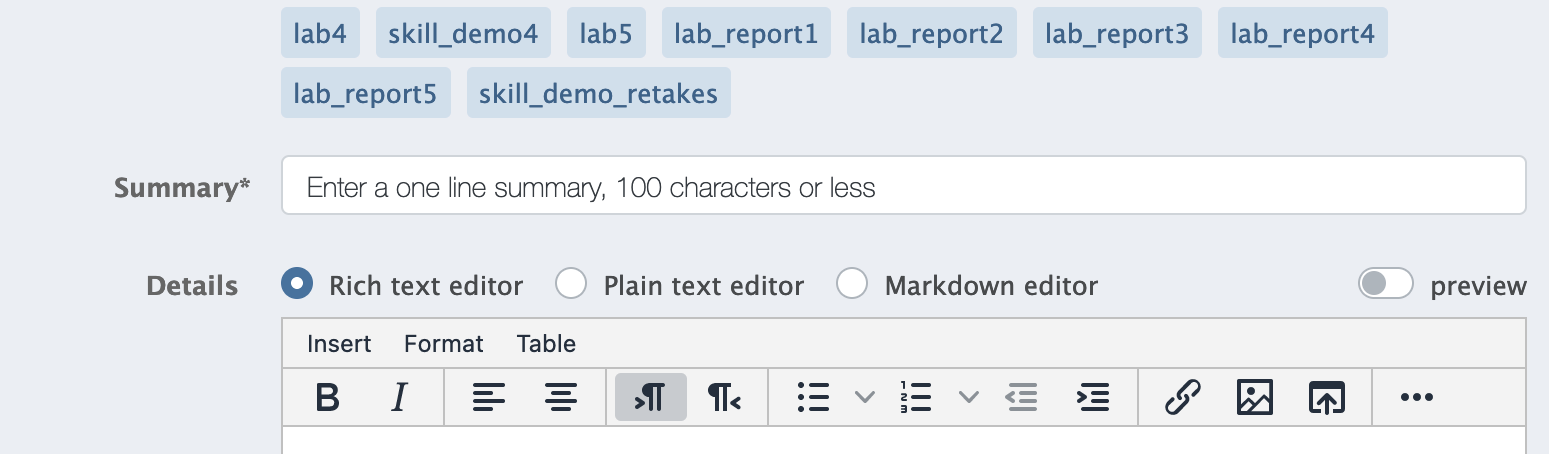 lab4 skill_demo4 lab5 lab_report1 lab_report2 lab_report3 lab_report4
lab_report5 skill_demo_retakes
Summary* Enter a one line summary, 100 characters or less
Details Rich text editor Plain text editor Markdown editor preview
Insert Format Table
B I